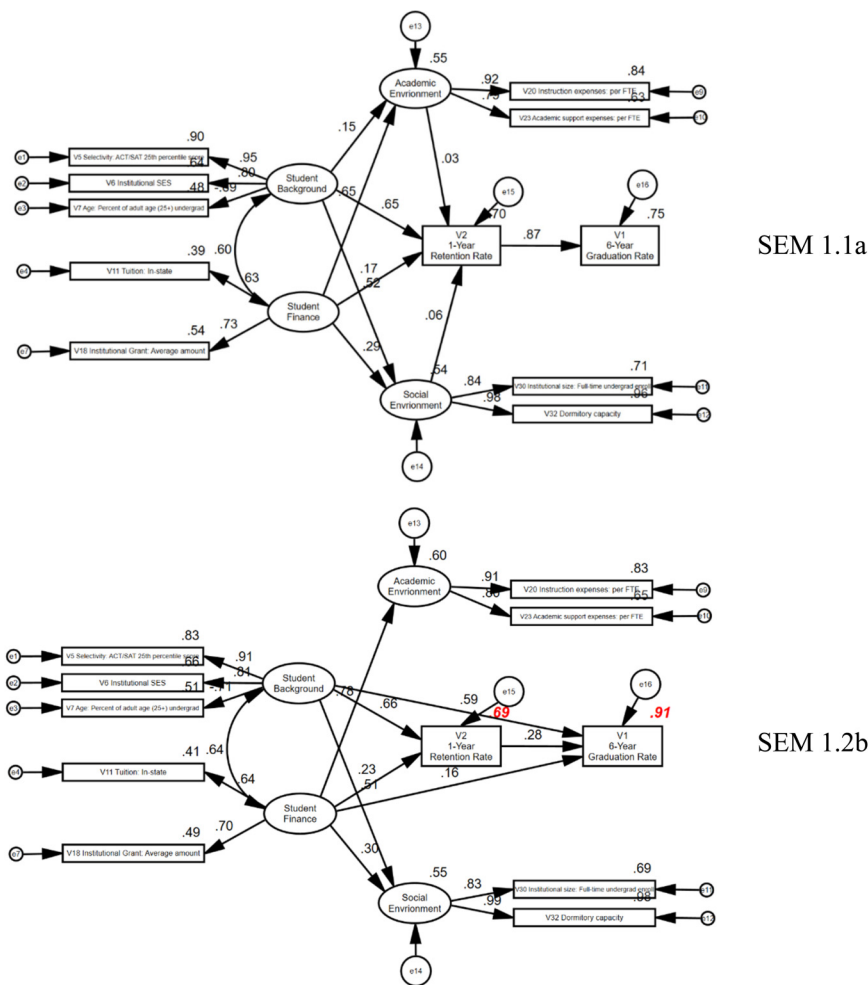 e13
.55
Academic
Envrionment
.92
.84
V20 Instruction expenses: per FTE
e9
.63
V23 Academic support expenses: per FTE
e10
.15
.90
e1
V5 Selectivity: ACT/SAT 25th percentile score
.95
.64
e2
V6 Institutional SES
.80
.48
-.69
e3
V7 Age: Percent of adult age (25+) undergrad
Student
Background
.65
.65
.03
e15
.70
e16
.75
V2
1-Year
Retention Rate
.87
V1
6-Year
Graduation Rate
SEM 1.1a
.60
.39
e4
V11 Tuition: In-state
.63
.17
.52
Student
Finance
.54
.73
e7
V18 Institutional Grant: Average amount
.29
.06
.54
Social
Envrionment
.84
.71
V30 Institutional size: Full-time undergrad enroll
e11
.98
.96
V32 Dormitory capacity
e12
e14
e13
.60
Academic
Envrionment
.91
.83
V20 Instruction expenses: per FTE
e9
.80
.65
V23 Academic support expenses: per FTE
e10
.83
e1
V5 Selectivity: ACT/SAT 25th percentile score
.91
.66
e2
V6 Institutional SES
.81
.51
-.71
e3
V7 Age: Percent of adult age (25+) undergrad
Student
Background
.78
.66
.59
e15
.69
e16
.91
V2
1-Year
Retention Rate
.28
V1
6-Year
Graduation Rate
SEM 1.2b
.64
.41
e4
V11 Tuition: In-state
.64
.23
.51
.16
Student
Finance
.49
.70
e7
V18 Institutional Grant: Average amount
.30
.55
Social
Envrionment
.83
.69
V30 Institutional size: Full-time undergrad enroll
e11
.99
.98
V32 Dormitory capacity
e12
e14